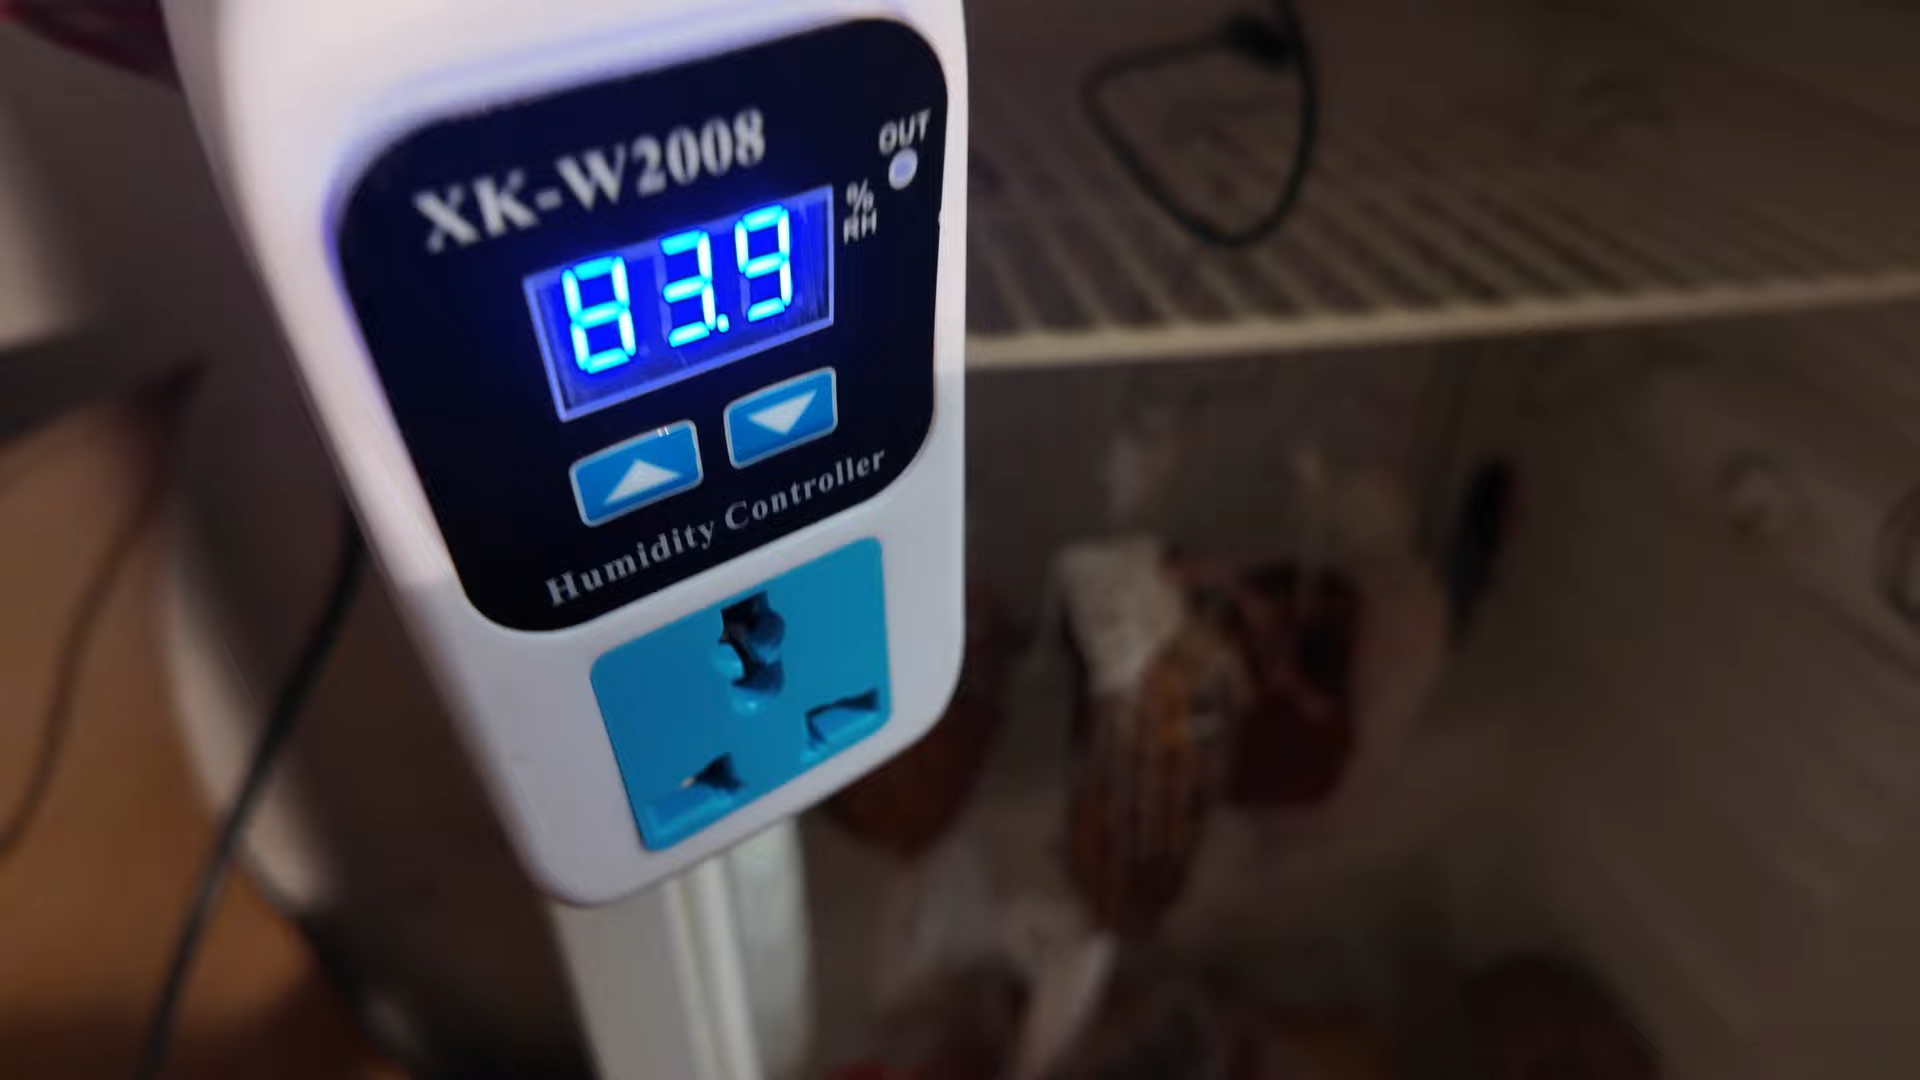 XK-W2008
OUT
83.9
%
RH
Humidity Controller